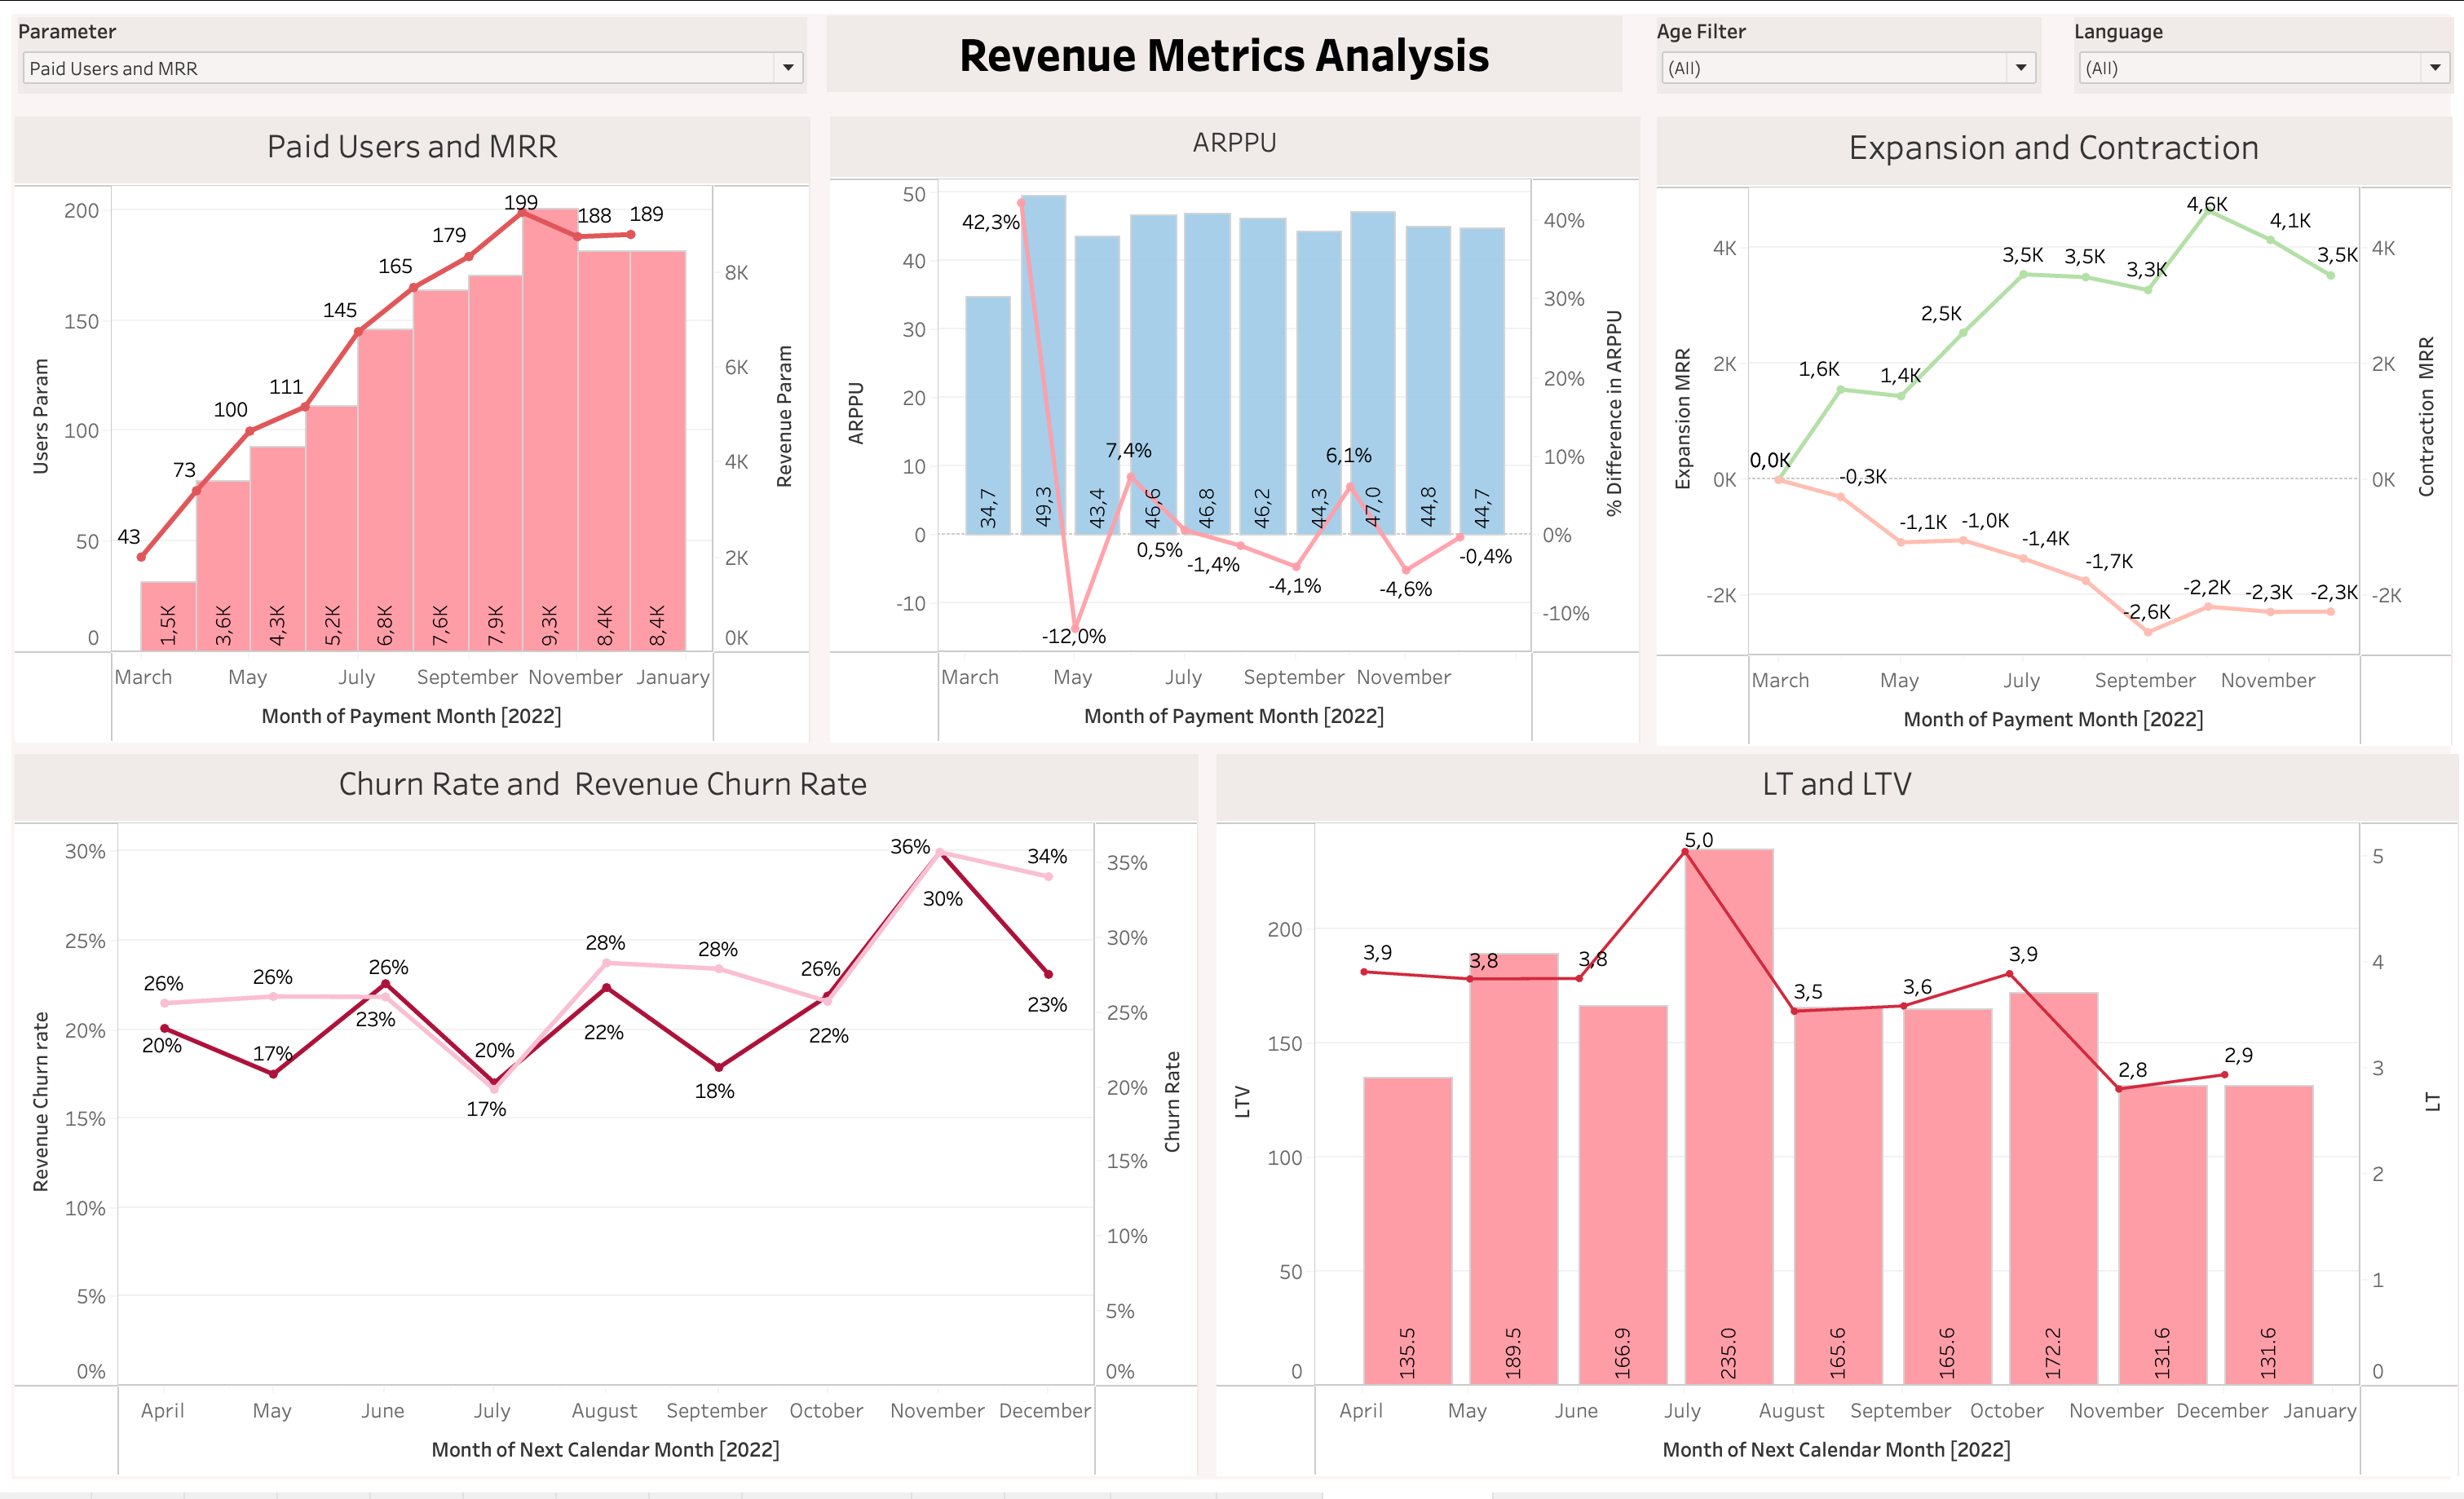 Parameter
Paid Users and MRR
Revenue Metrics Analysis
Age Filter
(All)
Language
(All)
Paid Users and MRR
200
150
100
50
0
Users Param
43
73
100
111
145
165
179
199
188
189
1,5K
3,6K
4,3K
5,2K
6,8K
7,6K
7,9K
9,3K
8,4K
8,4K
8K
6K
4K
2K
0K
Revenue Param
March May July September November January
Month of Payment Month [2022]
ARPPU
50
40
30
20
10
0
-10
ARPPU
42,3%
-12,0%
7,4%
0,5%
-1,4%
-4,1%
6,1%
-4,6%
-0,4%
34,7
49,3
43,4
46,6
46,8
46,2
44,3
47,0
44,8
44,7
40%
30%
20%
10%
0%
-10%
% Difference in ARPPU
March May July September November
Month of Payment Month [2022]
Expansion and Contraction
4K
2K
0K
-2K
Expansion MRR
0,0K
1,6K
1,4K
2,5K
3,5K
3,5K
3,3K
4,6K
4,1K
3,5K
-0,3K
-1,1K
-1,0K
-1,4K
-1,7K
-2,6K
-2,2K
-2,3K
-2,3K
4K
2K
0K
-2K
Contraction MRR
March May July September November
Month of Payment Month [2022]
Churn Rate and Revenue Churn Rate
30%
25%
20%
15%
10%
5%
0%
Revenue Churn rate
26%
26%
26%
20%
28%
28%
26%
36%
34%
20%
17%
23%
17%
22%
18%
22%
30%
23%
35%
30%
25%
20%
15%
10%
5%
0%
Churn Rate
April May June July August September October November December
Month of Next Calendar Month [2022]
LT and LTV
200
150
100
50
0
LTV
3,9
3,8
3,8
5,0
3,5
3,6
3,9
2,8
2,9
135.5
189.5
166.9
235.0
165.6
165.6
172.2
131.6
131.6
5
4
3
2
1
0
LT
April May June July August September October November December January
Month of Next Calendar Month [2022]